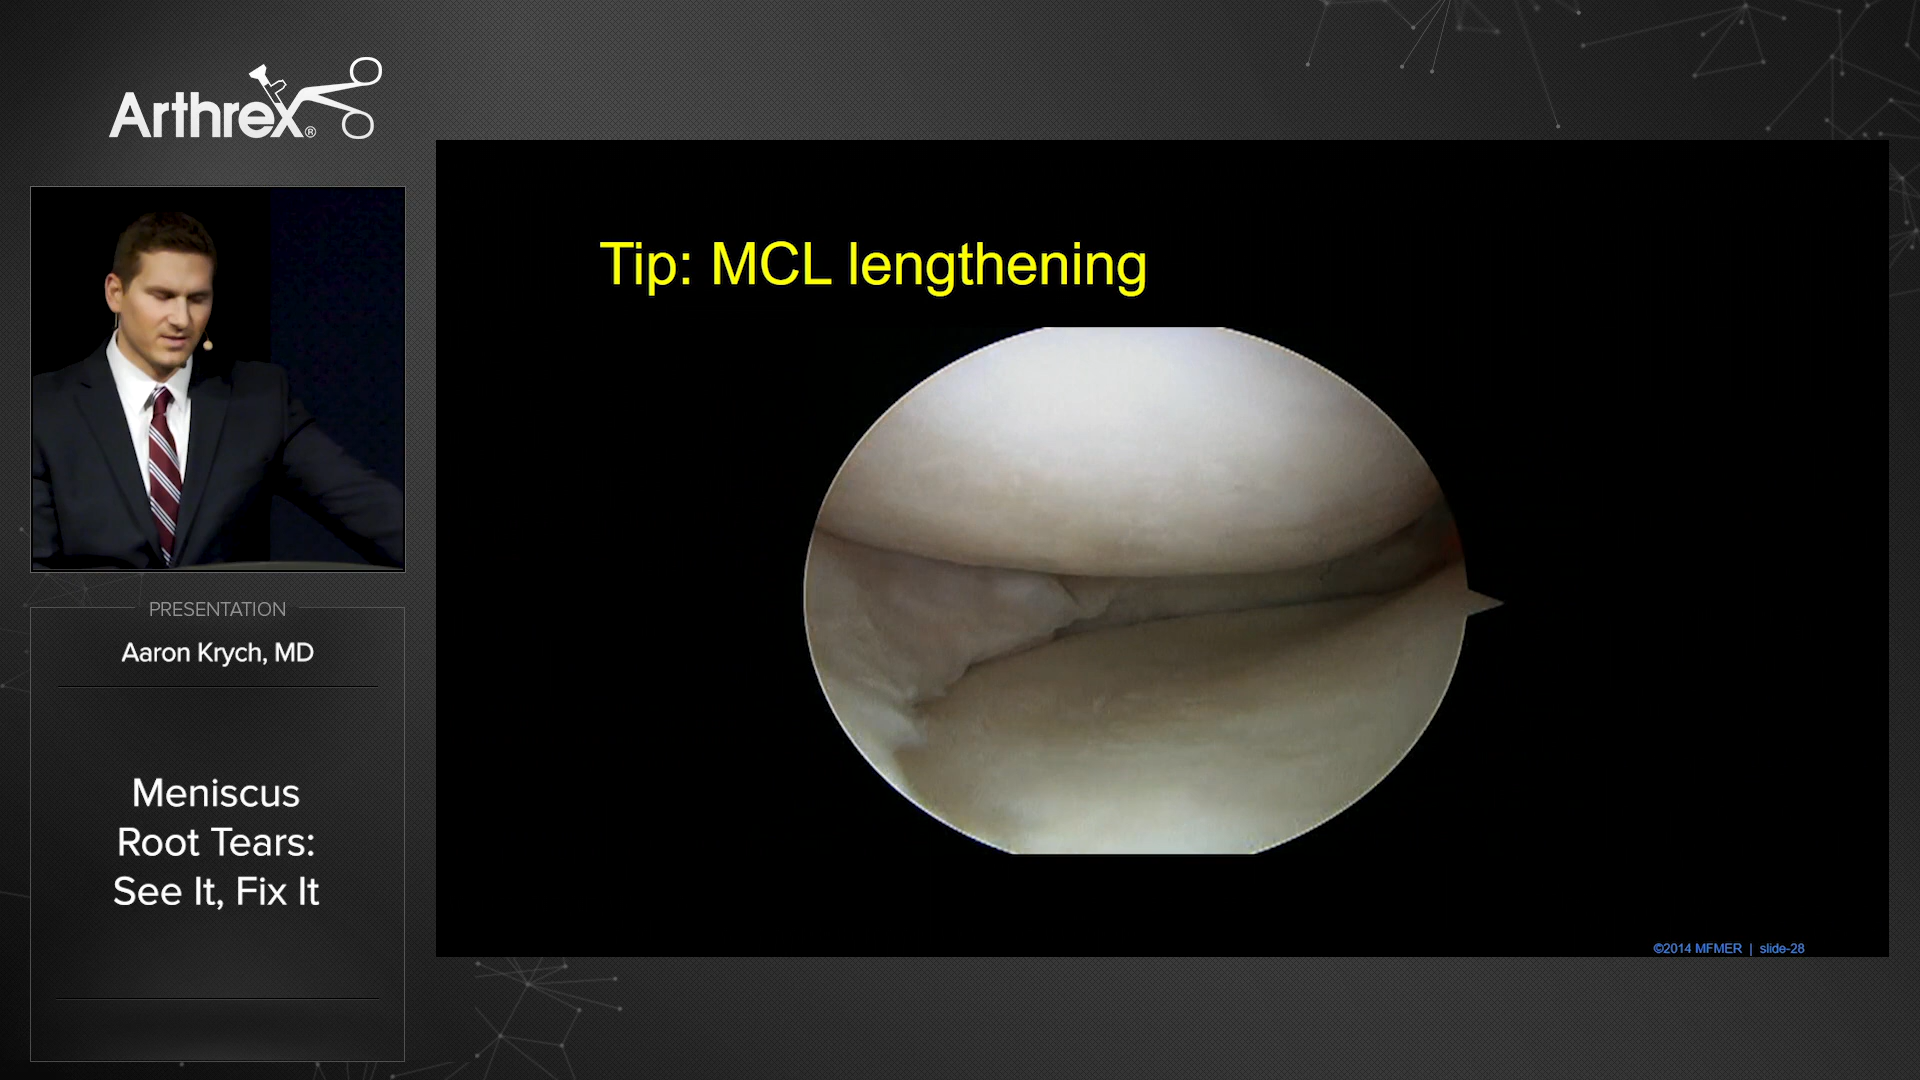 Arthrex®
Tip: MCL lengthening
PRESENTATION
Aaron Krych, MD
Meniscus
Root Tears:
See It, Fix It
©2014 MFMER | slide-28